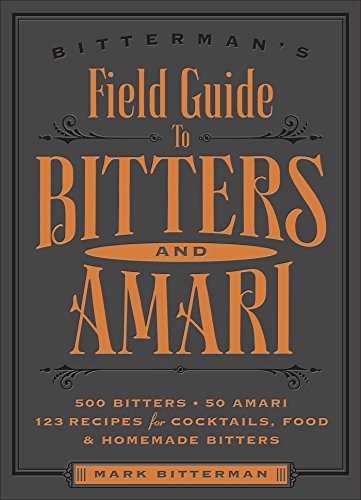 BITTERMAN'S
Field Guide
To
BITTERS
AND
AMARI
500 BITTERS • 50 AMARI
123 RECIPES for COCKTAILS, FOOD
& HOMEMADE BITTERS
MARK BITTERMAN